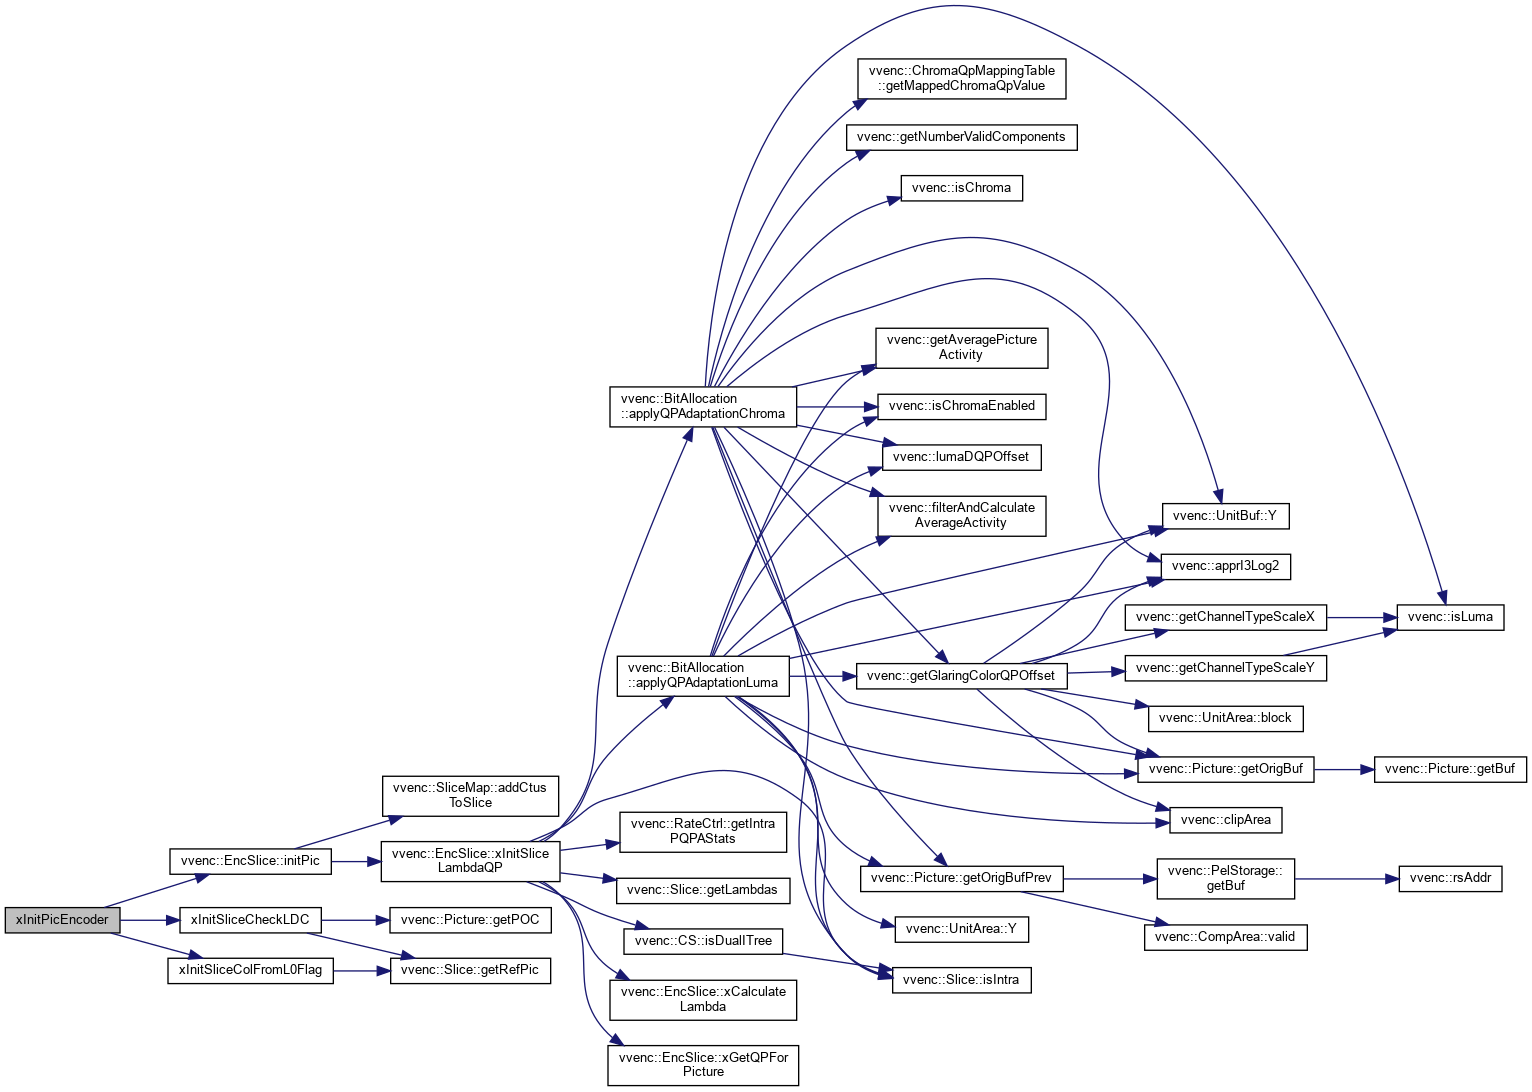 vvenc::ChromaQpMappingTable
::getMappedChromaQpValue
vvenc::getNumberValidComponents
vvenc::isChroma
vvenc::getAveragePicture
Activity
vvenc::BitAllocation
::applyQPAdaptationChroma
vvenc::isChromaEnabled
vvenc::lumaDQPOffset
vvenc::filterAndCalculate
AverageActivity
vvenc::UnitBuf::Y
vvenc::apprI3Log2
vvenc::getChannelTypeScaleX
vvenc::isLuma
vvenc::BitAllocation
::applyQPAdaptationLuma
vvenc::getGlaringColorQPOffset
vvenc::getChannelTypeScaleY
vvenc::UnitArea::block
vvenc::Picture::getOrigBuf
vvenc::Picture::getBuf
vvenc::SliceMap::addCtus
ToSlice
vvenc::clipArea
vvenc::RateCtrl::getIntra
PQPAStats
vvenc::EncSlice::initPic
vvenc::EncSlice::xInitSlice
LambdaQP
vvenc::Slice::getLambdas
vvenc::Picture::getOrigBufPrev
vvenc::PelStorage::
getBuf
vvenc::rsAddr
xInitPicEncoder
xInitSliceCheckLDC
vvenc::Picture::getPOC
vvenc::CS::isDualITree
vvenc::UnitArea::Y
vvenc::CompArea::valid
xInitSliceColFromL0Flag
vvenc::Slice::getRefPic
vvenc::Slice::isIntra
vvenc::EncSlice::xCalculate
Lambda
vvenc::EncSlice::xGetQPFor
Picture